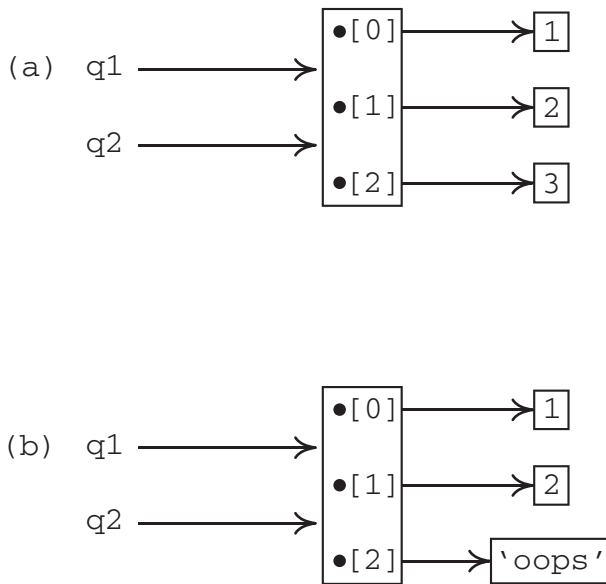 [0] 1
(a) q1
[1] 2
q2
[2] 3
[0] 1
(b) q1
[1] 2
q2
[2] ‘oops’